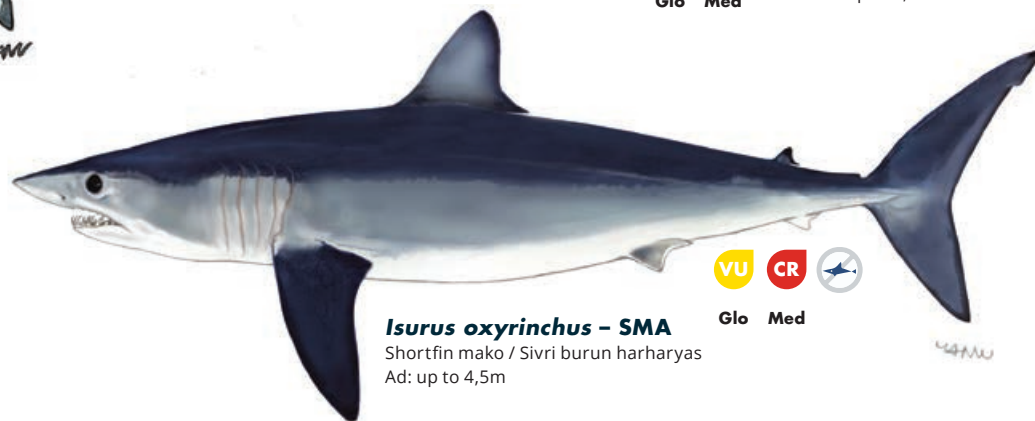 Glo Med
VU CR
Glo Med
Isurus oxyrinchus – SMA
Shortfin mako / Sivri burun harharyas
Ad: up to 4,5m